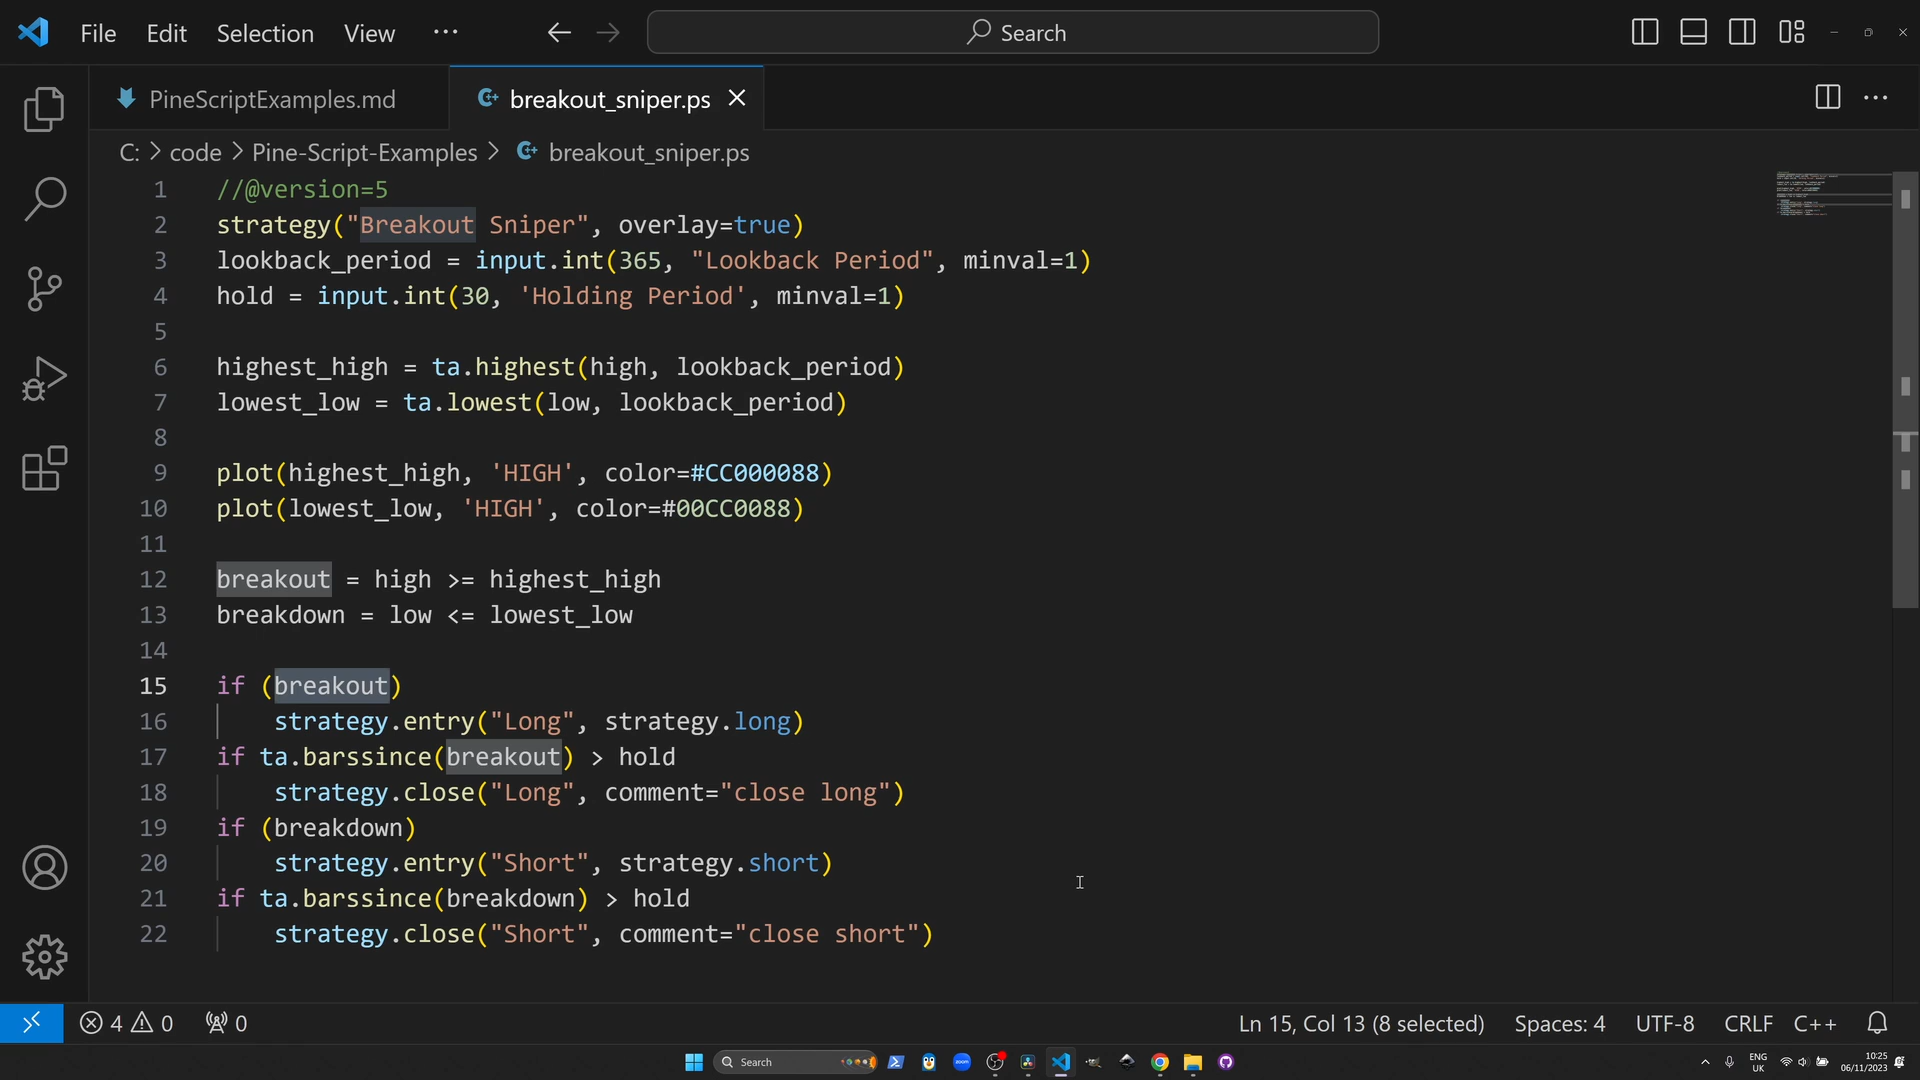 File Edit Selection View ··· Search
PineScriptExamples.md breakout_sniper.ps
C: > code > Pine-Script-Examples > breakout_sniper.ps
1 //@version=5
2 strategy("Breakout Sniper", overlay=true)
3 lookback_period = input.int(365, "Lookback Period", minval=1)
4 hold = input.int(30, 'Holding Period', minval=1)
5
6 highest_high = ta.highest(high, lookback_period)
7 lowest_low = ta.lowest(low, lookback_period)
8
9 plot(highest_high, 'HIGH', color=#CC000088)
10 plot(lowest_low, 'HIGH', color=#00CC0088)
11
12 breakout = high >= highest_high
13 breakdown = low <= lowest_low
14
15 if (breakout)
16     strategy.entry("Long", strategy.long)
17 if ta.barssince(breakout) > hold
18     strategy.close("Long", comment="close long")
19 if (breakdown)
20     strategy.entry("Short", strategy.short)
21 if ta.barssince(breakdown) > hold
22     strategy.close("Short", comment="close short")
4 0 0 Ln 15, Col 13 (8 selected) Spaces: 4 UTF-8 CRLF C++
Search zoom ENG UK 10:25 06/11/2023